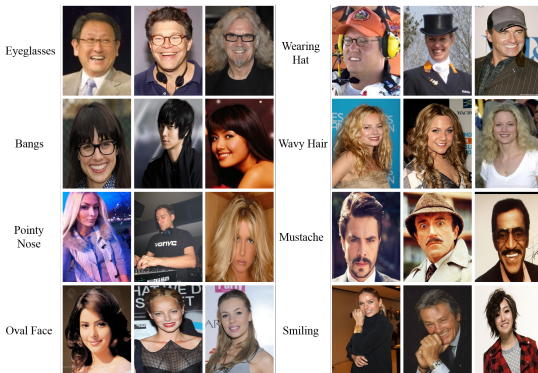 Eyeglasses
Wearing
Hat
Bangs
Wavy Hair
Pointy
Nose
Mustache
Oval Face
Smiling